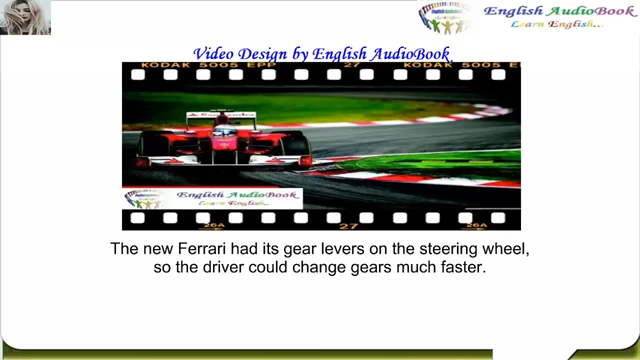 English AudioBook
Learn English...
Video Design by English AudioBook
KODAK 5005 EPP
27
KODAK 5005 E
Santander
English AudioBook
Learn English...
26A
27
26A
The new Ferrari had its gear levers on the steering wheel,
so the driver could change gears much faster.